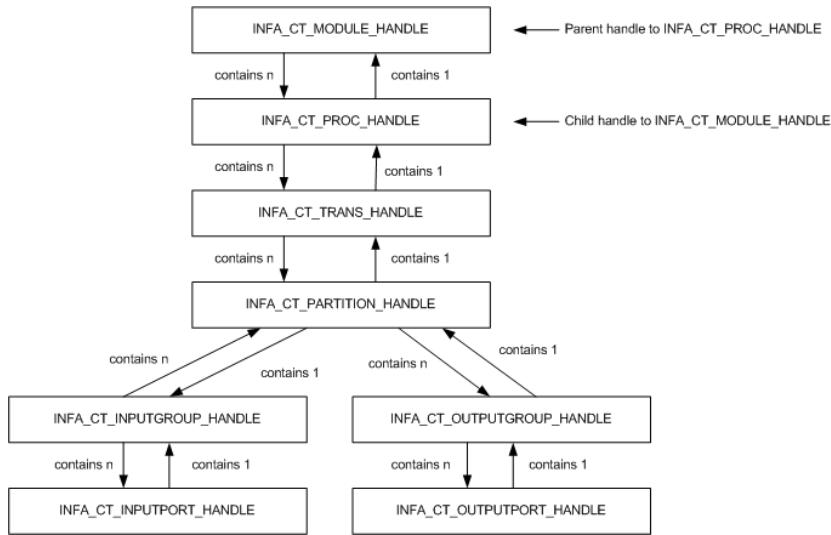 INFA_CT_MODULE_HANDLE
Parent handle to INFA_CT_PROC_HANDLE
contains n
contains 1
INFA_CT_PROC_HANDLE
Child handle to INFA_CT_MODULE_HANDLE
contains n
contains 1
INFA_CT_TRANS_HANDLE
contains n
contains 1
INFA_CT_PARTITION_HANDLE
contains n
contains 1
contains n
contains 1
INFA_CT_INPUTGROUP_HANDLE
INFA_CT_OUTPUTGROUP_HANDLE
contains n
contains 1
contains n
contains 1
INFA_CT_INPUTPORT_HANDLE
INFA_CT_OUTPUTPORT_HANDLE